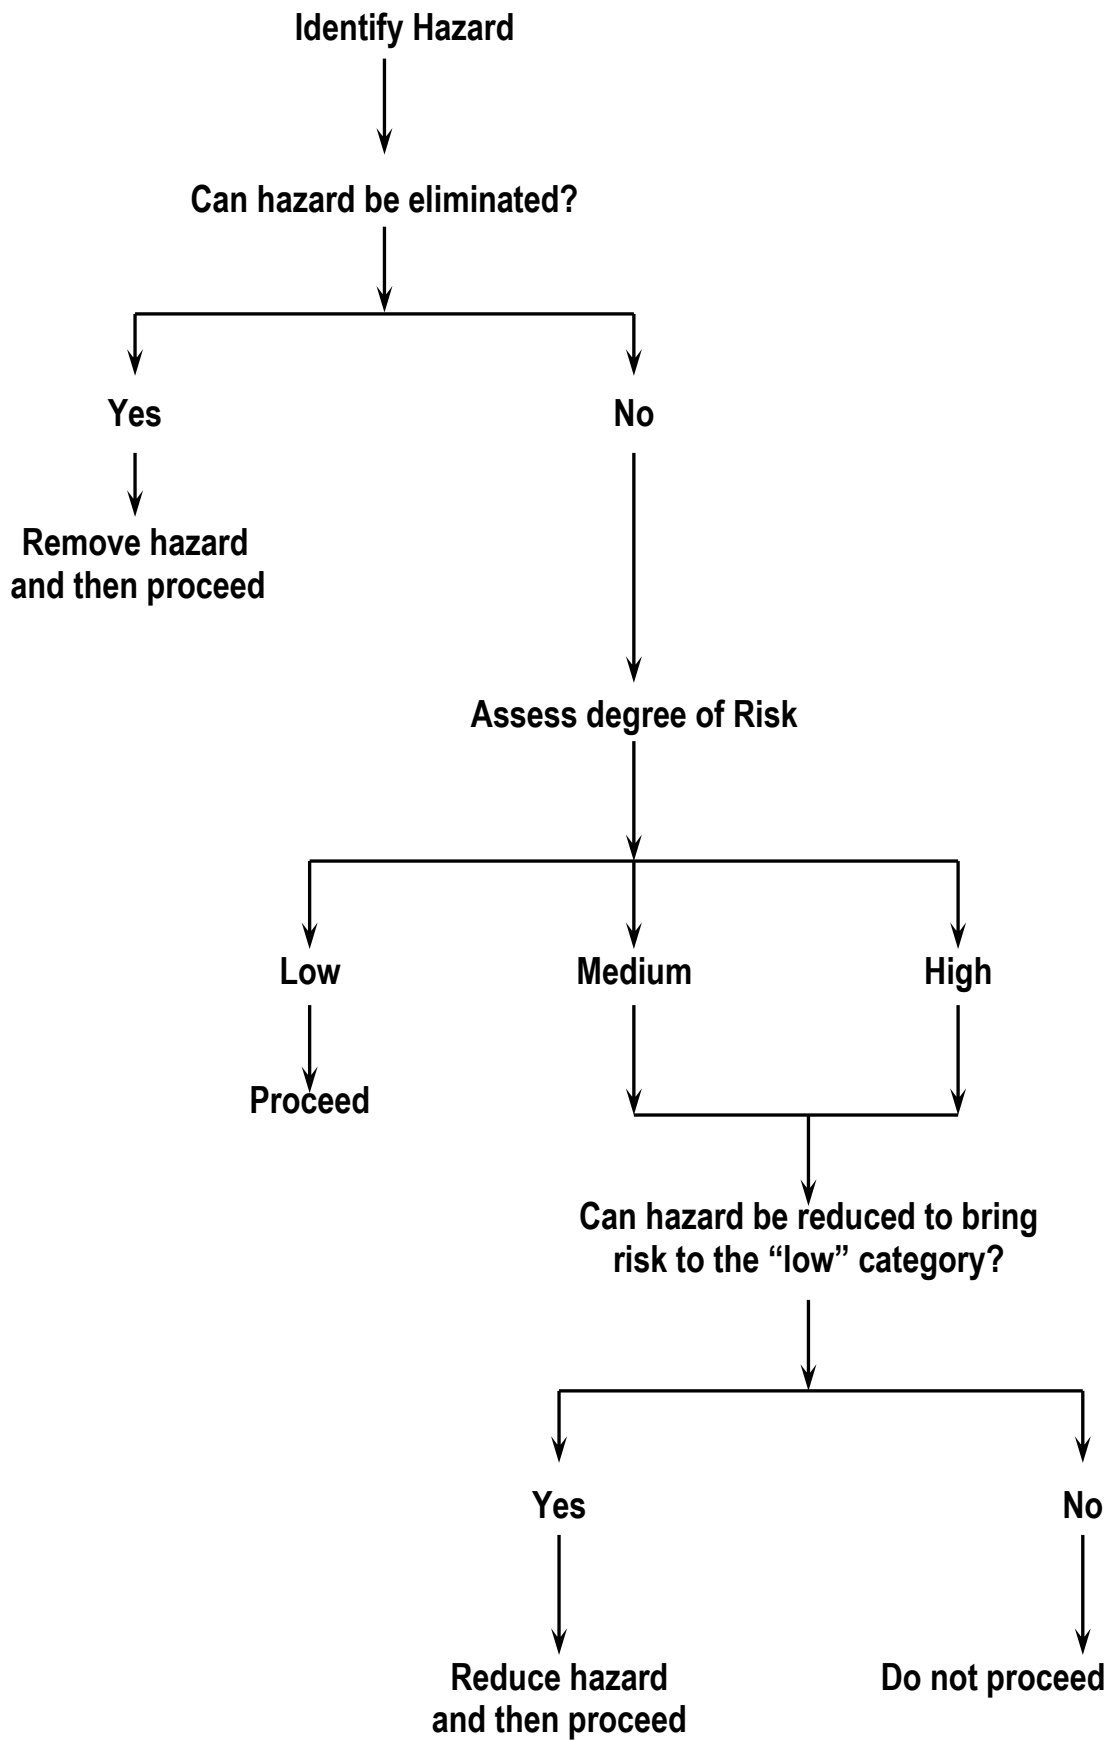 Identify Hazard
Can hazard be eliminated?
Yes
No
Remove hazard
and then proceed
Assess degree of Risk
Low
Medium
High
Proceed
Can hazard be reduced to bring
risk to the “low” category?
Yes
No
Reduce hazard
and then proceed
Do not proceed